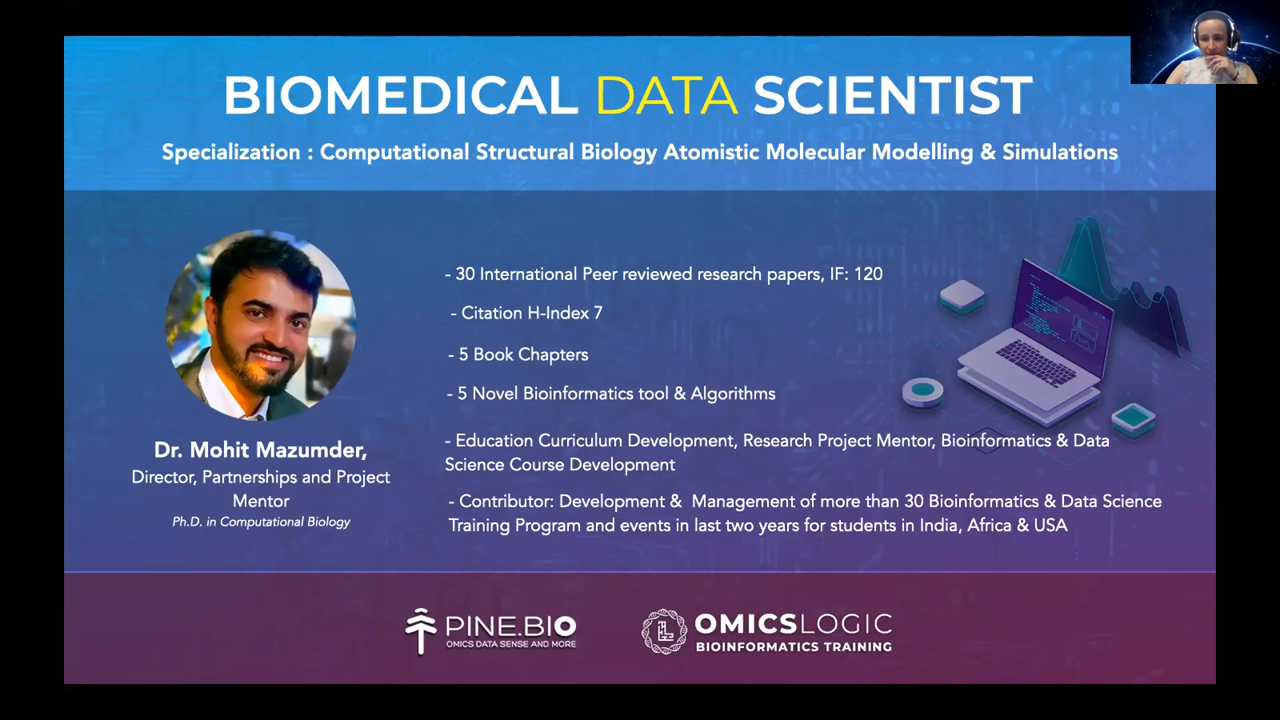 BIOMEDICAL DATA SCIENTIST
Specialization : Computational Structural Biology Atomistic Molecular Modelling & Simulations
- 30 International Peer reviewed research papers, IF: 120
- Citation H-Index 7
- 5 Book Chapters
- 5 Novel Bioinformatics tool & Algorithms
- Education Curriculum Development, Research Project Mentor, Bioinformatics & Data
Science Course Development
- Contributor: Development & Management of more than 30 Bioinformatics & Data Science
Training Program and events in last two years for students in India, Africa & USA
Dr. Mohit Mazumder,
Director, Partnerships and Project
Mentor
Ph.D. in Computational Biology
PINE.BIO
OMICS DATA SENSE AND MORE
OMICSLOGIC
BIOINFORMATICS TRAINING